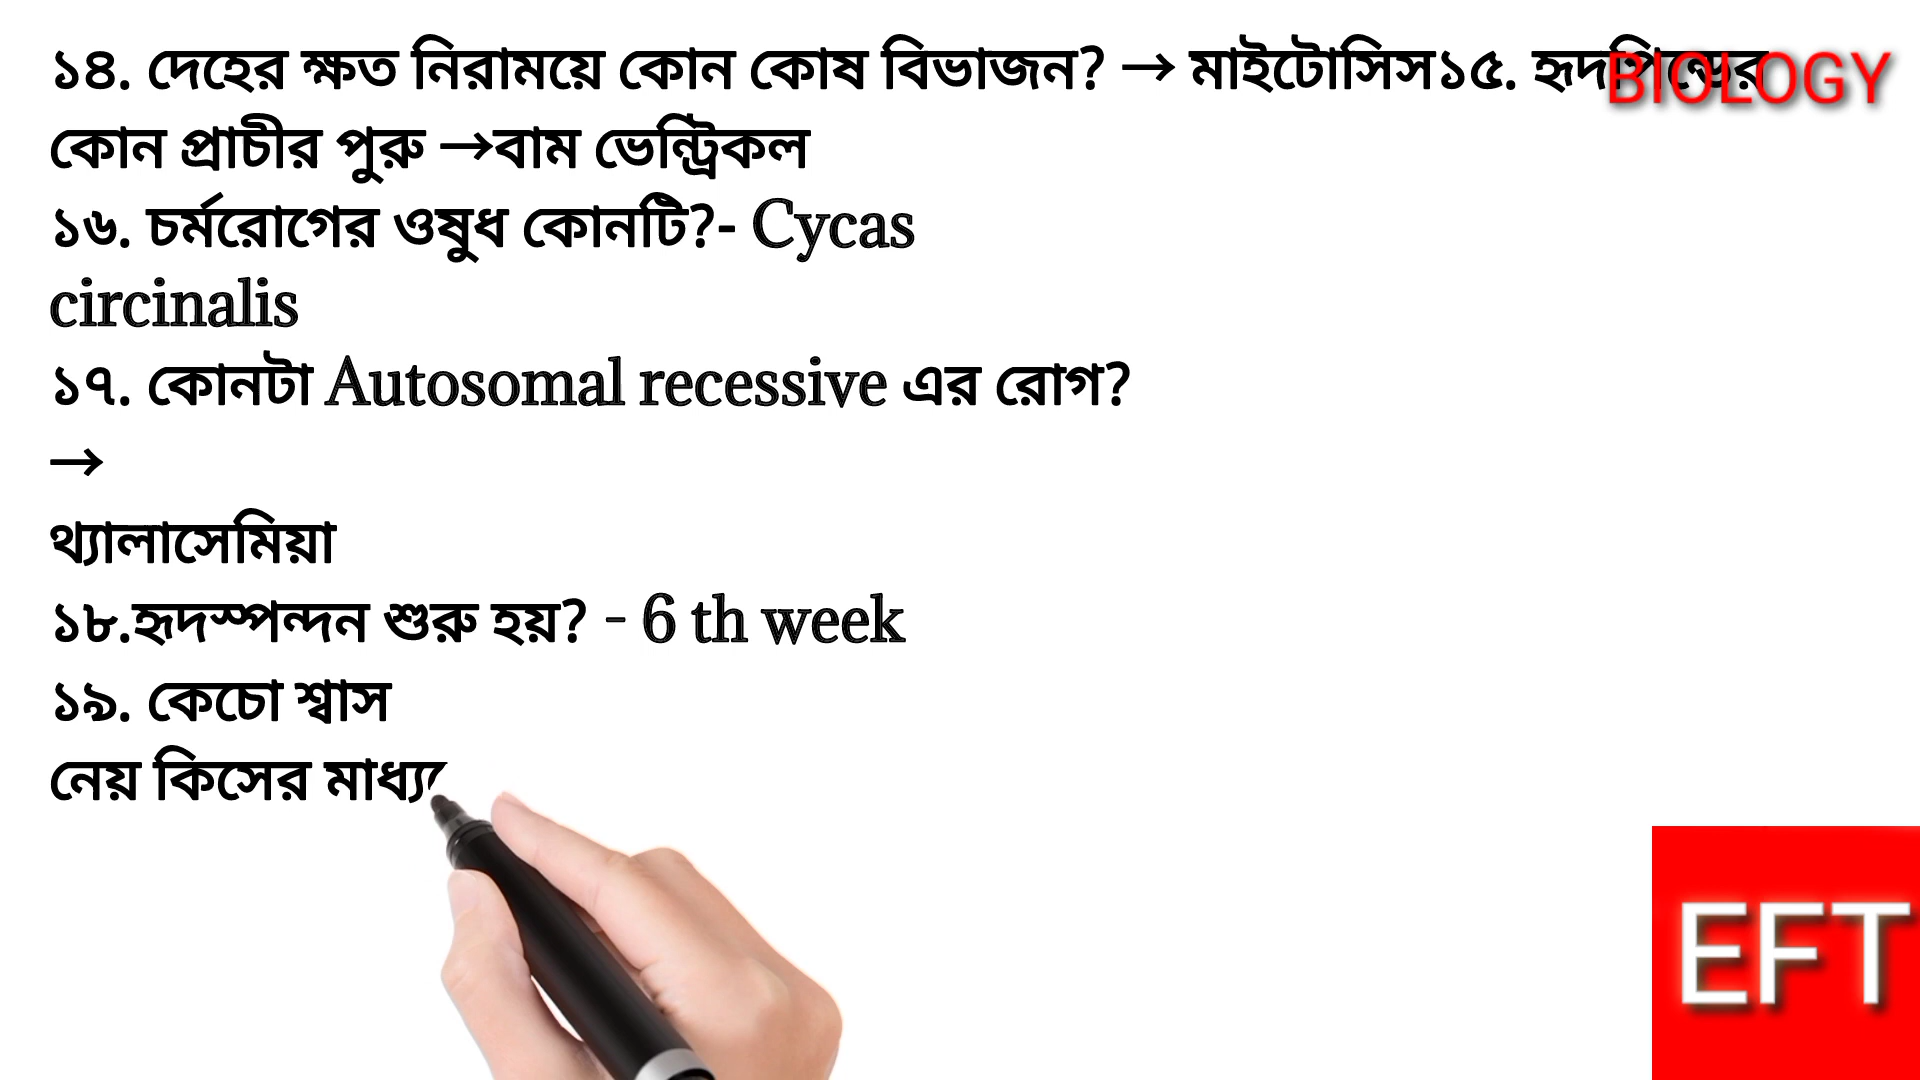 ১৪. দেহের ক্ষত নিরাময়ে কোন কোষ বিভাজন? → মাইটোসিস১৫. হৃদপিন্ডের
BIOLOGY
কোন প্রাচীর পুরু →বাম ভেন্ট্রিকল
১৬. চর্মরোগের ওষুধ কোনটি?- Cycas
circinalis
১৭. কোনটা Autosomal recessive এর রোগ?
→
থ্যালাসেমিয়া
১৮.হৃদস্পন্দন শুরু হয়? - 6 th week
১৯. কেচো শ্বাস
নেয় কিসের
EFT